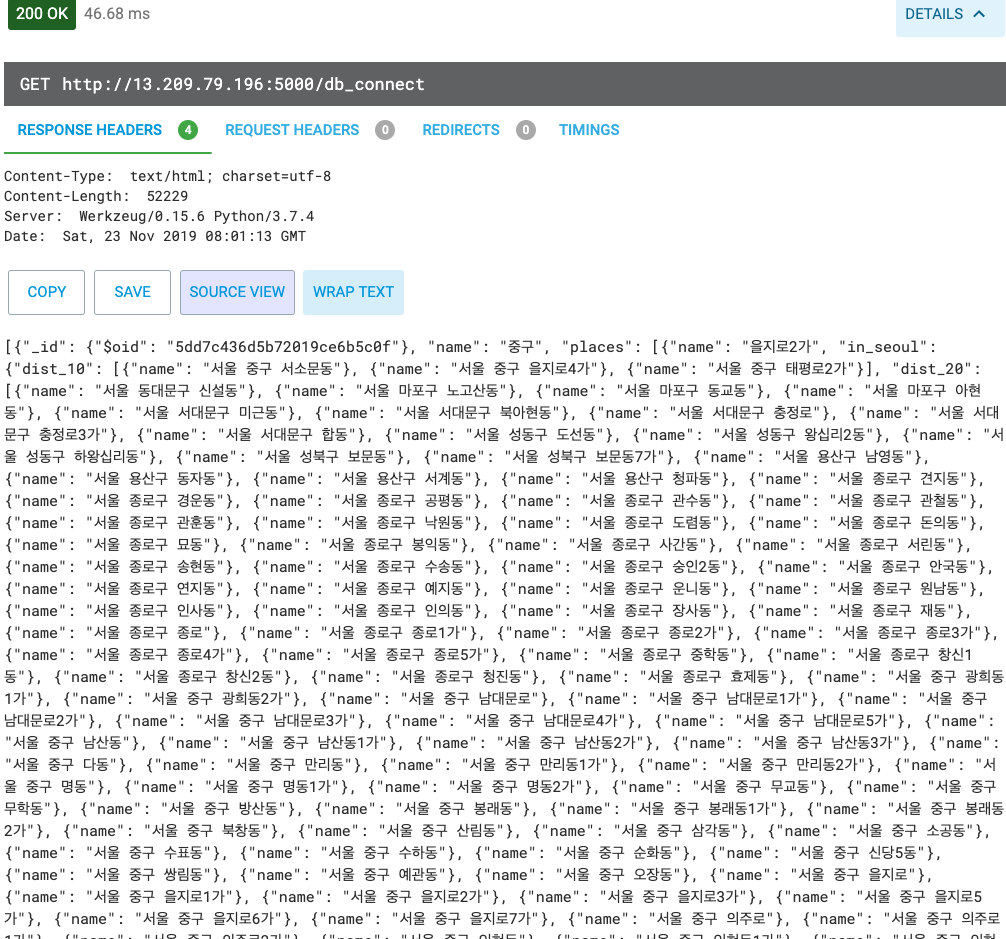 200 OK 46.68 ms DETAILS
GET http://13.209.79.196:5000/db_connect
RESPONSE HEADERS 4 REQUEST HEADERS 0 REDIRECTS 0 TIMINGS
Content-Type: text/html; charset=utf-8
Content-Length: 52229
Server: Werkzeug/0.15.6 Python/3.7.4
Date: Sat, 23 Nov 2019 08:01:13 GMT
COPY SAVE SOURCE VIEW WRAP TEXT
[{"_id": {"$oid": "5dd7c436d5b72019ce6b5c0f"}, "name": "중구", "places": [{"name": "을지로2가", "in_seoul":
{"dist_10": [{"name": "서울 중구 서소문동"}, {"name": "서울 중구 을지로4가"}, {"name": "서울 중구 태평로2가"}], "dist_20":
[{"name": "서울 동대문구 신설동"}, {"name": "서울 마포구 노고산동"}, {"name": "서울 마포구 동교동"}, {"name": "서울 마포구 아현
동"}, {"name": "서울 서대문구 미근동"}, {"name": "서울 서대문구 북아현동"}, {"name": "서울 서대문구 충정로"}, {"name": "서울 서대
문구 충정로3가"}, {"name": "서울 서대문구 합동"}, {"name": "서울 성동구 도선동"}, {"name": "서울 성동구 왕십리2동"}, {"name": "서
울 성동구 하왕십리동"}, {"name": "서울 성북구 보문동"}, {"name": "서울 성북구 보문동7가"}, {"name": "서울 용산구 남영동"},
{"name": "서울 용산구 동자동"}, {"name": "서울 용산구 서계동"}, {"name": "서울 용산구 청파동"}, {"name": "서울 종로구 견지동"},
{"name": "서울 종로구 경운동"}, {"name": "서울 종로구 공평동"}, {"name": "서울 종로구 관수동"}, {"name": "서울 종로구 관철동"},
{"name": "서울 종로구 관훈동"}, {"name": "서울 종로구 낙원동"}, {"name": "서울 종로구 도렴동"}, {"name": "서울 종로구 돈의동"},
{"name": "서울 종로구 묘동"}, {"name": "서울 종로구 봉익동"}, {"name": "서울 종로구 사간동"}, {"name": "서울 종로구 서린동"},
{"name": "서울 종로구 송현동"}, {"name": "서울 종로구 수송동"}, {"name": "서울 종로구 숭인2동"}, {"name": "서울 종로구 안국동"},
{"name": "서울 종로구 연지동"}, {"name": "서울 종로구 예지동"}, {"name": "서울 종로구 운니동"}, {"name": "서울 종로구 원남동"},
{"name": "서울 종로구 인사동"}, {"name": "서울 종로구 인의동"}, {"name": "서울 종로구 장사동"}, {"name": "서울 종로구 재동"},
{"name": "서울 종로구 종로"}, {"name": "서울 종로구 종로1가"}, {"name": "서울 종로구 종로2가"}, {"name": "서울 종로구 종로3가"},
{"name": "서울 종로구 종로4가"}, {"name": "서울 종로구 종로5가"}, {"name": "서울 종로구 중학동"}, {"name": "서울 종로구 창신1
동"}, {"name": "서울 종로구 창신2동"}, {"name": "서울 종로구 청진동"}, {"name": "서울 종로구 효제동"}, {"name": "서울 중구 광희동
1가"}, {"name": "서울 중구 광희동2가"}, {"name": "서울 중구 남대문로"}, {"name": "서울 중구 남대문로1가"}, {"name": "서울 중구
남대문로2가"}, {"name": "서울 중구 남대문로3가"}, {"name": "서울 중구 남대문로4가"}, {"name": "서울 중구 남대문로5가"}, {"name":
"서울 중구 남산동"}, {"name": "서울 중구 남산동1가"}, {"name": "서울 중구 남산동2가"}, {"name": "서울 중구 남산동3가"}, {"name":
"서울 중구 다동"}, {"name": "서울 중구 만리동"}, {"name": "서울 중구 만리동1가"}, {"name": "서울 중구 만리동2가"}, {"name": "서
울 중구 명동"}, {"name": "서울 중구 명동1가"}, {"name": "서울 중구 명동2가"}, {"name": "서울 중구 무교동"}, {"name": "서울 중구
무학동"}, {"name": "서울 중구 방산동"}, {"name": "서울 중구 봉래동"}, {"name": "서울 중구 봉래동1가"}, {"name": "서울 중구 봉래동
2가"}, {"name": "서울 중구 북창동"}, {"name": "서울 중구 산림동"}, {"name": "서울 중구 삼각동"}, {"name": "서울 중구 소공동"},
{"name": "서울 중구 수표동"}, {"name": "서울 중구 수하동"}, {"name": "서울 중구 순화동"}, {"name": "서울 중구 신당5동"},
{"name": "서울 중구 쌍림동"}, {"name": "서울 중구 예관동"}, {"name": "서울 중구 오장동"}, {"name": "서울 중구 을지로"},
{"name": "서울 중구 을지로1가"}, {"name": "서울 중구 을지로2가"}, {"name": "서울 중구 을지로3가"}, {"name": "서울 중구 을지로5
가"}, {"name": "서울 중구 을지로6가"}, {"name": "서울 중구 을지로7가"}, {"name": "서울 중구 의주로"}, {"name": "서울 중구 의주로